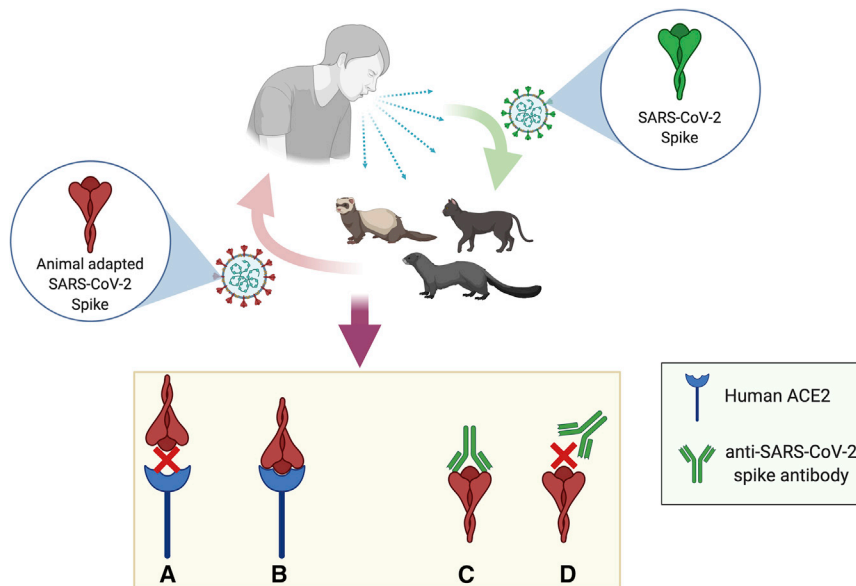 SARS-CoV-2
Spike
Animal adapted
SARS-CoV-2
Spike
Human ACE2
anti-SARS-CoV-2
spike antibody
A
B
C
D